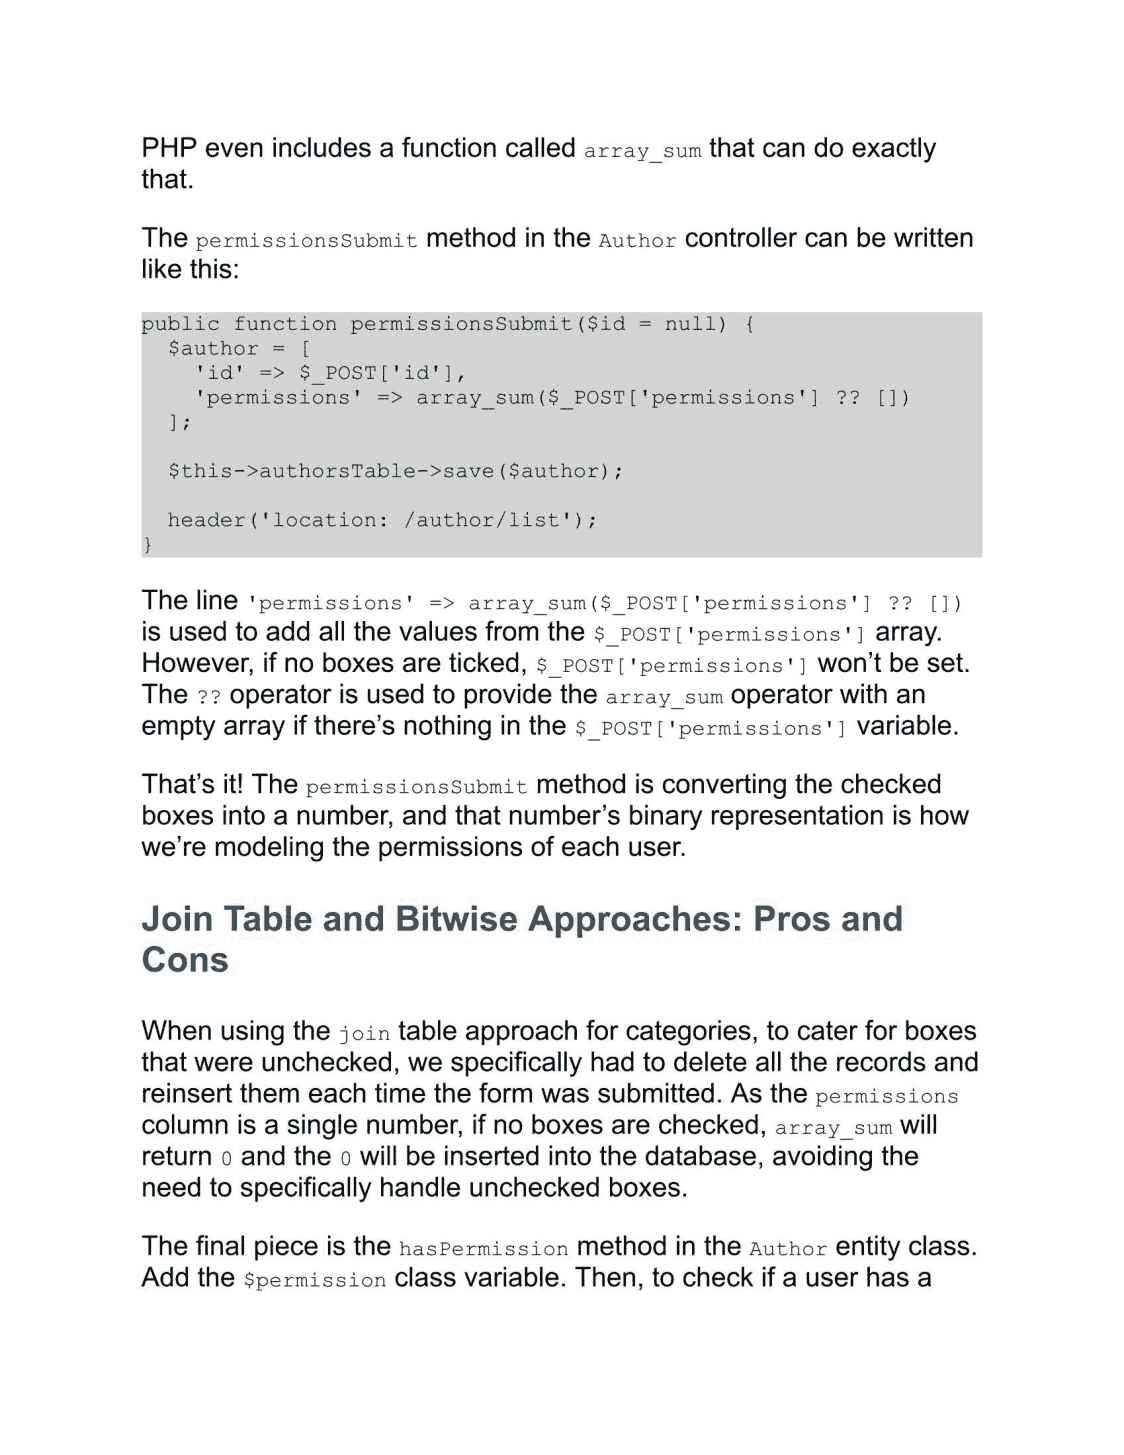 PHP even includes a function called array_sum that can do exactly
that.
The permissionsSubmit method in the Author controller can be written
like this:
public function permissionsSubmit($id = null) {
  $author = [
    'id' => $_POST['id'],
    'permissions' => array_sum($_POST['permissions'] ?? [])
  ];
  $this->authorsTable->save($author);
  header('location: /author/list');
}
The line 'permissions' => array_sum($_POST['permissions'] ?? [])
is used to add all the values from the $_POST['permissions'] array.
However, if no boxes are ticked, $_POST['permissions'] won’t be set.
The ?? operator is used to provide the array_sum operator with an
empty array if there’s nothing in the $_POST['permissions'] variable.
That’s it! The permissionsSubmit method is converting the checked
boxes into a number, and that number’s binary representation is how
we’re modeling the permissions of each user.
Join Table and Bitwise Approaches: Pros and
Cons
When using the join table approach for categories, to cater for boxes
that were unchecked, we specifically had to delete all the records and
reinsert them each time the form was submitted. As the permissions
column is a single number, if no boxes are checked, array_sum will
return 0 and the 0 will be inserted into the database, avoiding the
need to specifically handle unchecked boxes.
The final piece is the hasPermission method in the Author entity class.
Add the $permission class variable. Then, to check if a user has a